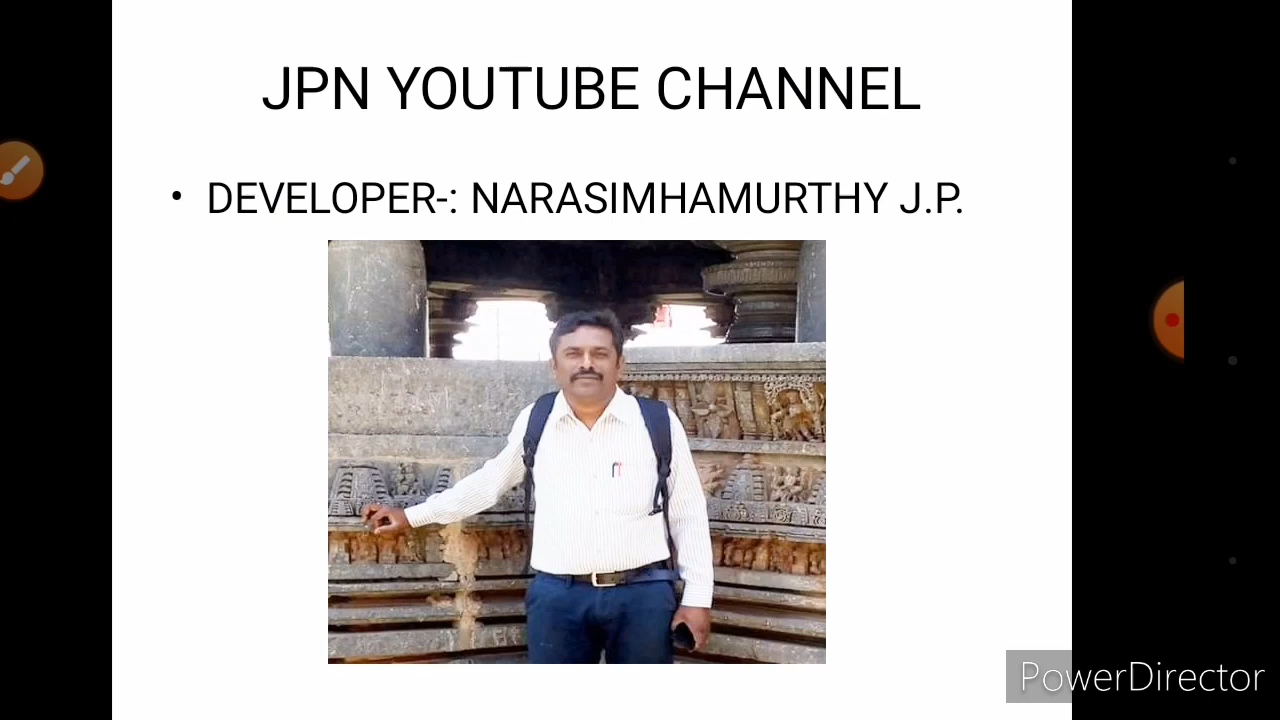 JPN YOUTUBE CHANNEL
• DEVELOPER-: NARASIMHAMURTHY J.P.
PowerDirector